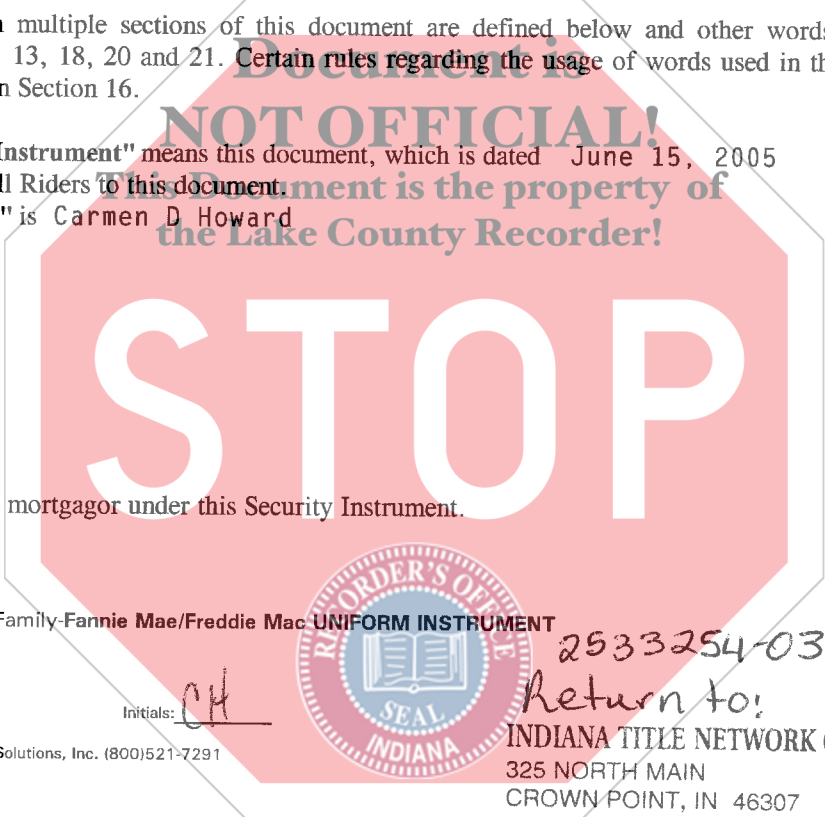 multiple sections of this document are defined below and other words
13, 18, 20 and 21. Certain rules regarding the usage of words used in th
n Section 16.
Document is
NOT OFFICIAL!
This Document is the property of
the Lake County Recorder!
Instrument" means this document, which is dated June 15, 2005
ll Riders to this document.
" is Carmen D Howard
STOP
mortgagor under this Security Instrument.
Family-Fannie Mae/Freddie Mac UNIFORM INSTRUMENT
RECORDER'S OFFICE
SEAL
INDIANA
2533254-03
Initials: CH
Return to:
Solutions, Inc. (800)521-7291
INDIANA TITLE NETWORK
325 NORTH MAIN
CROWN POINT, IN 46307